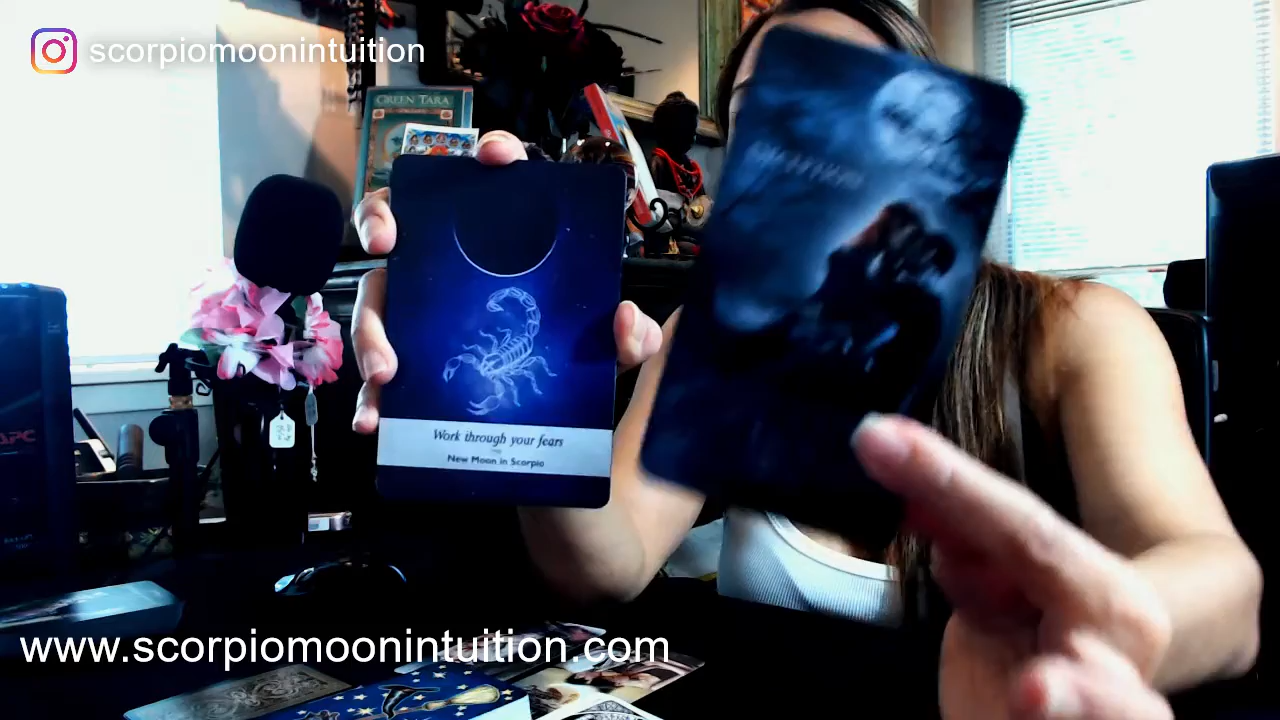 scorpiomoonintuition
GREEN TARA
Work through your fears
New Moon in Scorpio
APC
www.scorpiomoonintuition.com